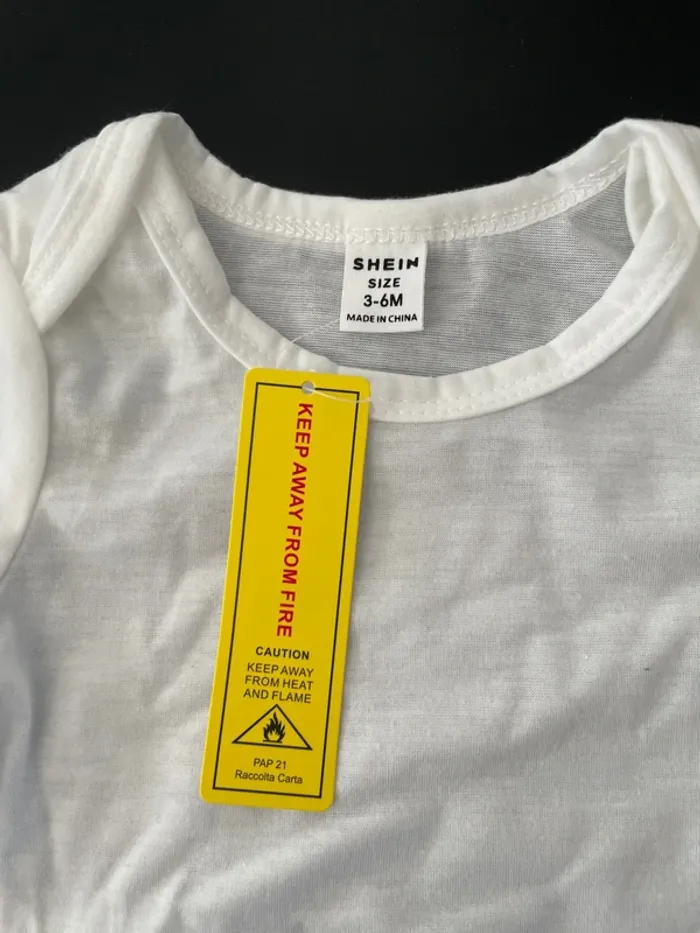 SHEIN
SIZE
3-6M
MADE IN CHINA
KEEP AWAY FROM FIRE
CAUTION
KEEP AWAY
FROM HEAT
AND FLAME
PAP 21
Raccolta Carta